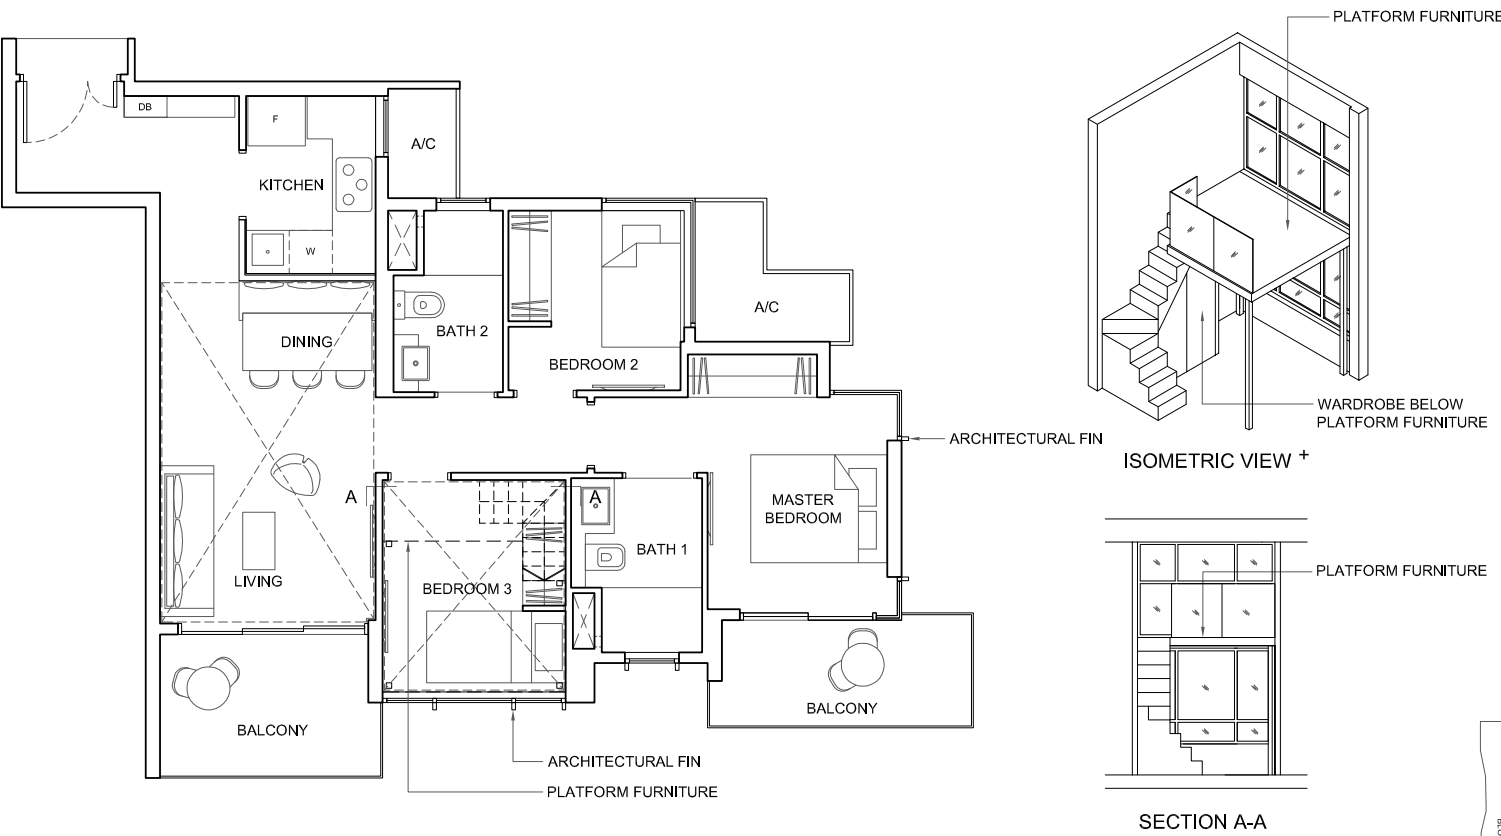 PLATFORM FURNITURE
DB
F
A/C
KITCHEN
W
A/C
BATH 2
DINING
BEDROOM 2
WARDROBE BELOW
PLATFORM FURNITURE
ARCHITECTURAL FIN
ISOMETRIC VIEW +
A
A
MASTER
BEDROOM
BATH 1
LIVING
BEDROOM 3
PLATFORM FURNITURE
BALCONY
BALCONY
ARCHITECTURAL FIN
PLATFORM FURNITURE
SECTION A-A